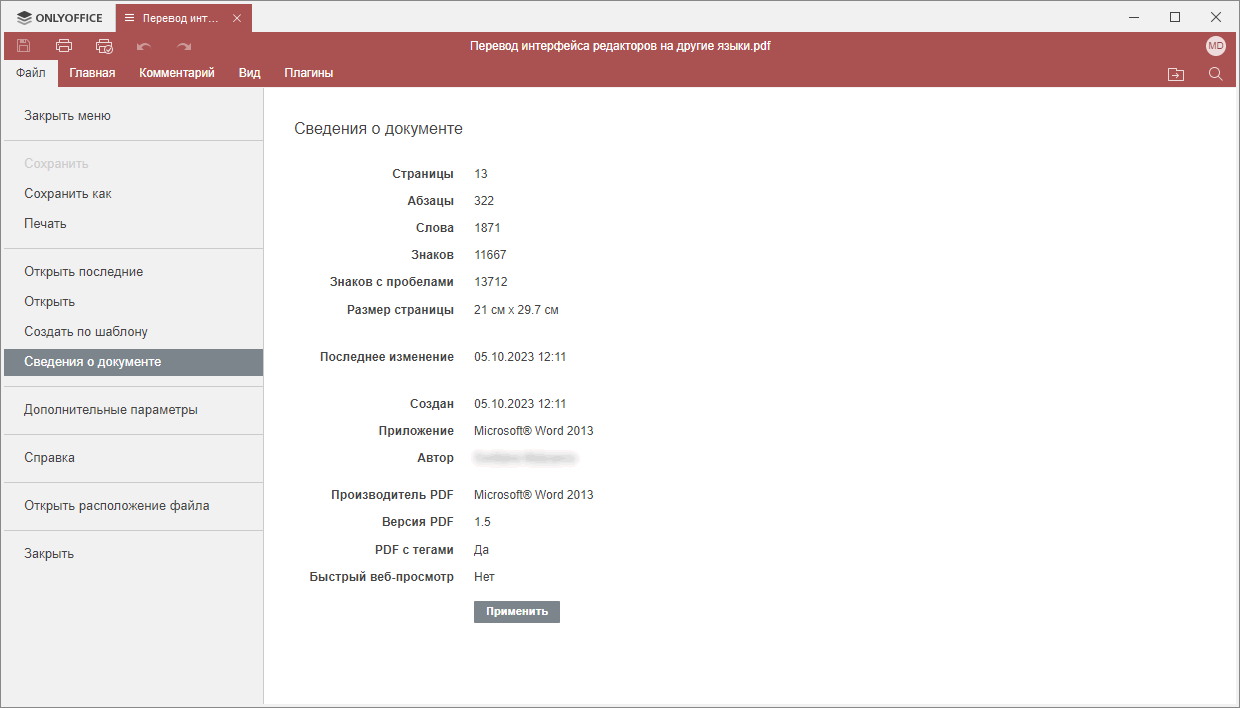 ONLYOFFICE
Перевод инт...
Перевод интерфейса редакторов на другие языки.pdf
MD
Файл Главная Комментарий Вид Плагины
Закрыть меню
Сохранить
Сохранить как
Печать
Открыть последние
Открыть
Создать по шаблону
Сведения о документе
Дополнительные параметры
Справка
Открыть расположение файла
Закрыть
Сведения о документе
Страницы 13
Абзацы 322
Слова 1871
Знаков 11667
Знаков с пробелами 13712
Размер страницы 21 см x 29.7 см
Последнее изменение 05.10.2023 12:11
Создан 05.10.2023 12:11
Приложение Microsoft® Word 2013
Автор
Производитель PDF Microsoft® Word 2013
Версия PDF 1.5
PDF с тегами Да
Быстрый веб-просмотр Нет
Применить